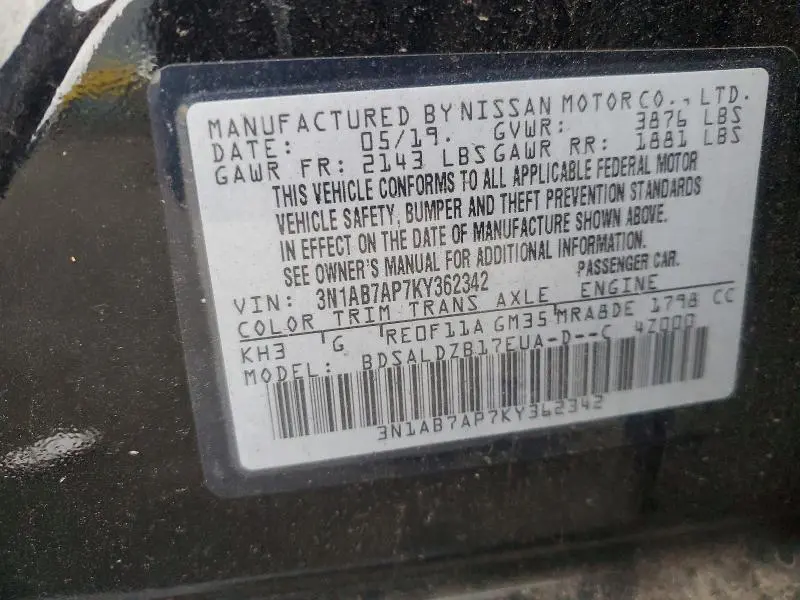 MANUFACTURED BY NISSAN MOTOR CO., LTD.
DATE: 05/19. GVWR: 3876 LBS
GAWR FR: 2143 LBS GAWR RR: 1881 LBS
THIS VEHICLE CONFORMS TO ALL APPLICABLE FEDERAL MOTOR
VEHICLE SAFETY, BUMPER AND THEFT PREVENTION STANDARDS
IN EFFECT ON THE DATE OF MANUFACTURE SHOWN ABOVE.
SEE OWNER'S MANUAL FOR ADDITIONAL INFORMATION.
VIN: 3N1AB7AP7KY362342 PASSENGER CAR.
COLOR TRIM TRANS AXLE ENGINE
KH3 G RE0F11A GM35 MRA8DE 1798 CC
MODEL: BDSALDZB17EUA-D--C 4Z000
3N1AB7AP7KY362342